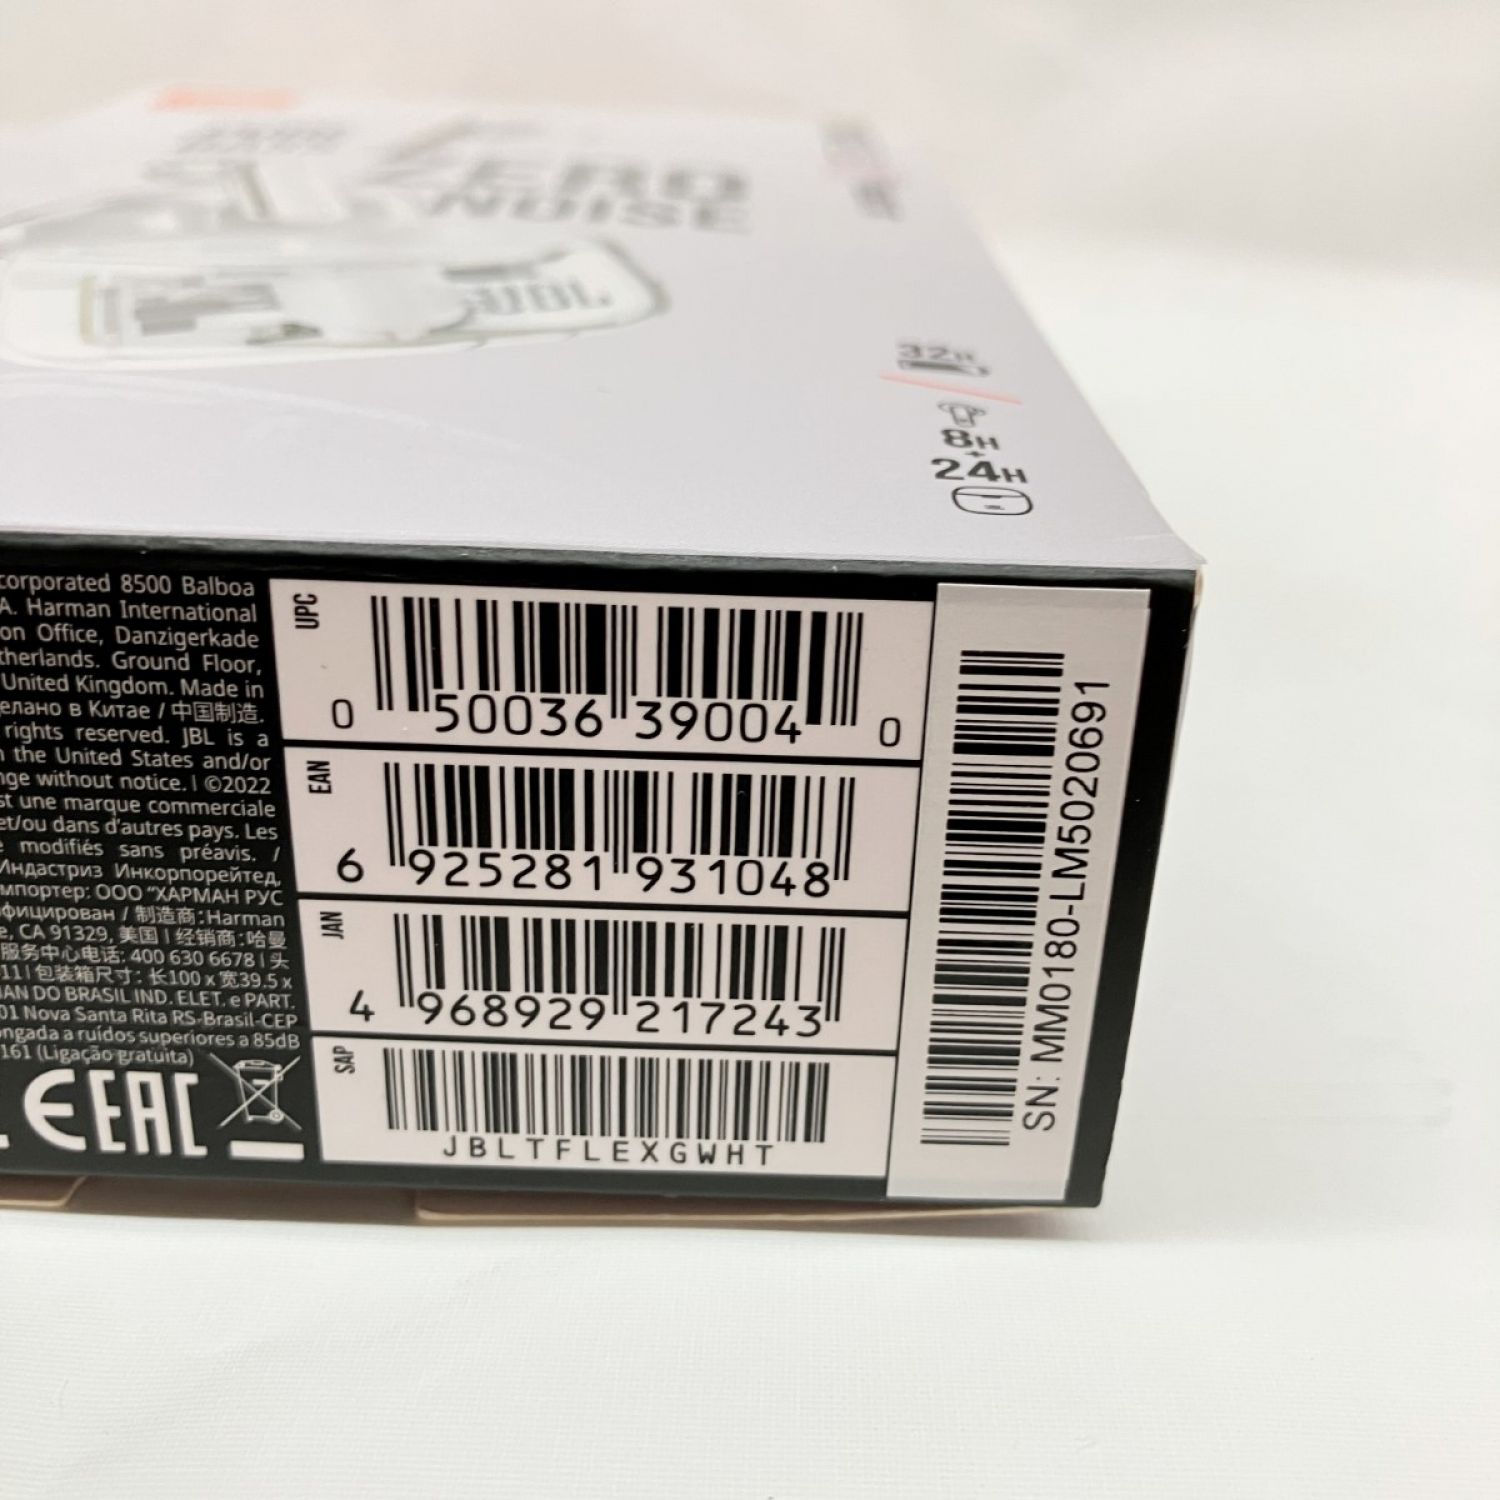 ZERO
NOISE
JBL
32H
8H
+
24H
corporated 8500 Balboa
A. Harman International
on Office, Danzigerkade
therlands. Ground Floor,
United Kingdom. Made in
елано в Китае / 中国制造.
rights reserved. JBL is a
n the United States and/or
nge without notice. | ©2022
st une marque commerciale
et/ou dans d'autres pays. Les
e modifiés sans préavis. /
Индастриз Инкорпорейтед,
мпортер: ООО "ХАРМАН РУС
фицирован / 制造商:Harman
e, CA 91329, 美国 | 经销商:哈曼
服务中心电话: 400 630 6678 | 头
11 | 包装箱尺寸: 长100 x 宽39.5 x
MAN DO BRASIL IND. ELET. e PART.
01 Nova Santa Rita RS-Brasil-CEP
ongada a ruídos superiores a 85dB
161 (Ligação gratuita)
CE EAC
UPC
0 50036 39004 0
EAN
6 925281 931048
JAN
4 968929 217243
SAP
JBLTFLEXGWHT
SN: MM0180-LM5020691